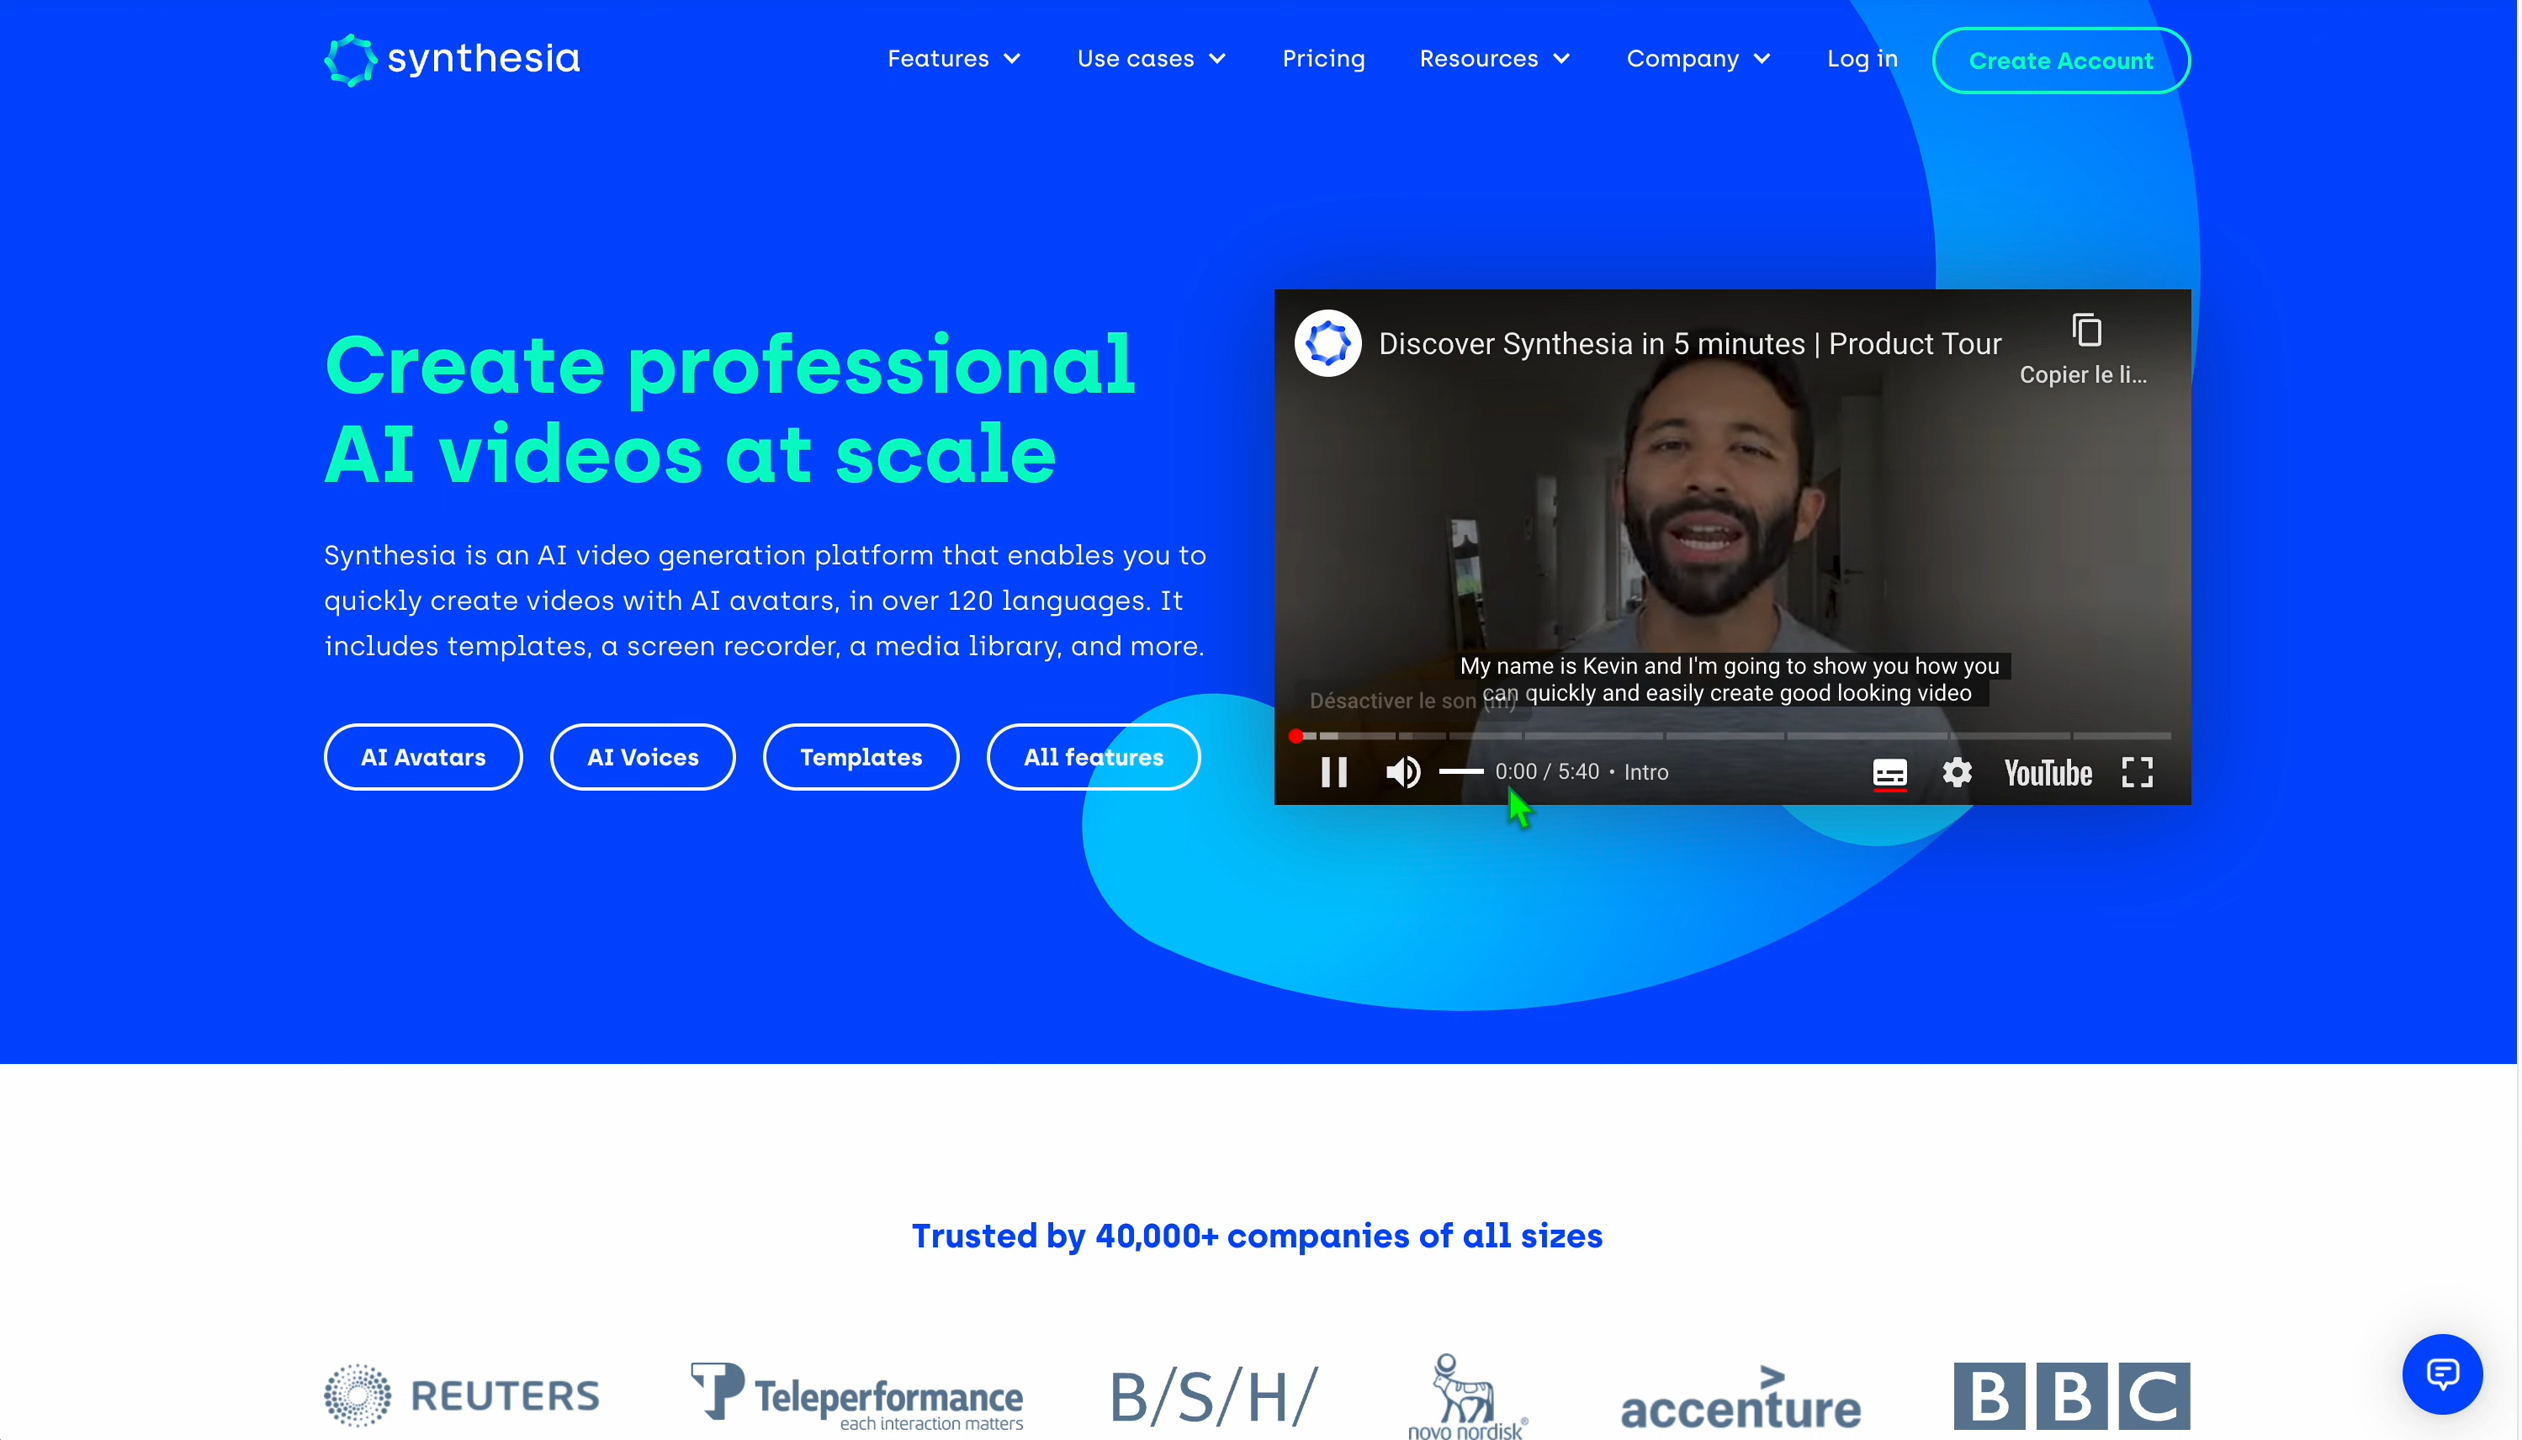 synthesia
Features
Use cases
Pricing
Resources
Company
Log in
Create Account
Create professional
AI videos at scale
Synthesia is an AI video generation platform that enables you to
quickly create videos with AI avatars, in over 120 languages. It
includes templates, a screen recorder, a media library, and more.
AI Avatars
AI Voices
Templates
All features
Discover Synthesia in 5 minutes | Product Tour
Copier le li...
My name is Kevin and I'm going to show you how you
can quickly and easily create good looking video
Désactiver le son (m)
0:00 / 5:40 • Intro
YouTube
Trusted by 40,000+ companies of all sizes
REUTERS
Teleperformance
each interaction matters
B/S/H/
novo nordisk®
accenture
BBC